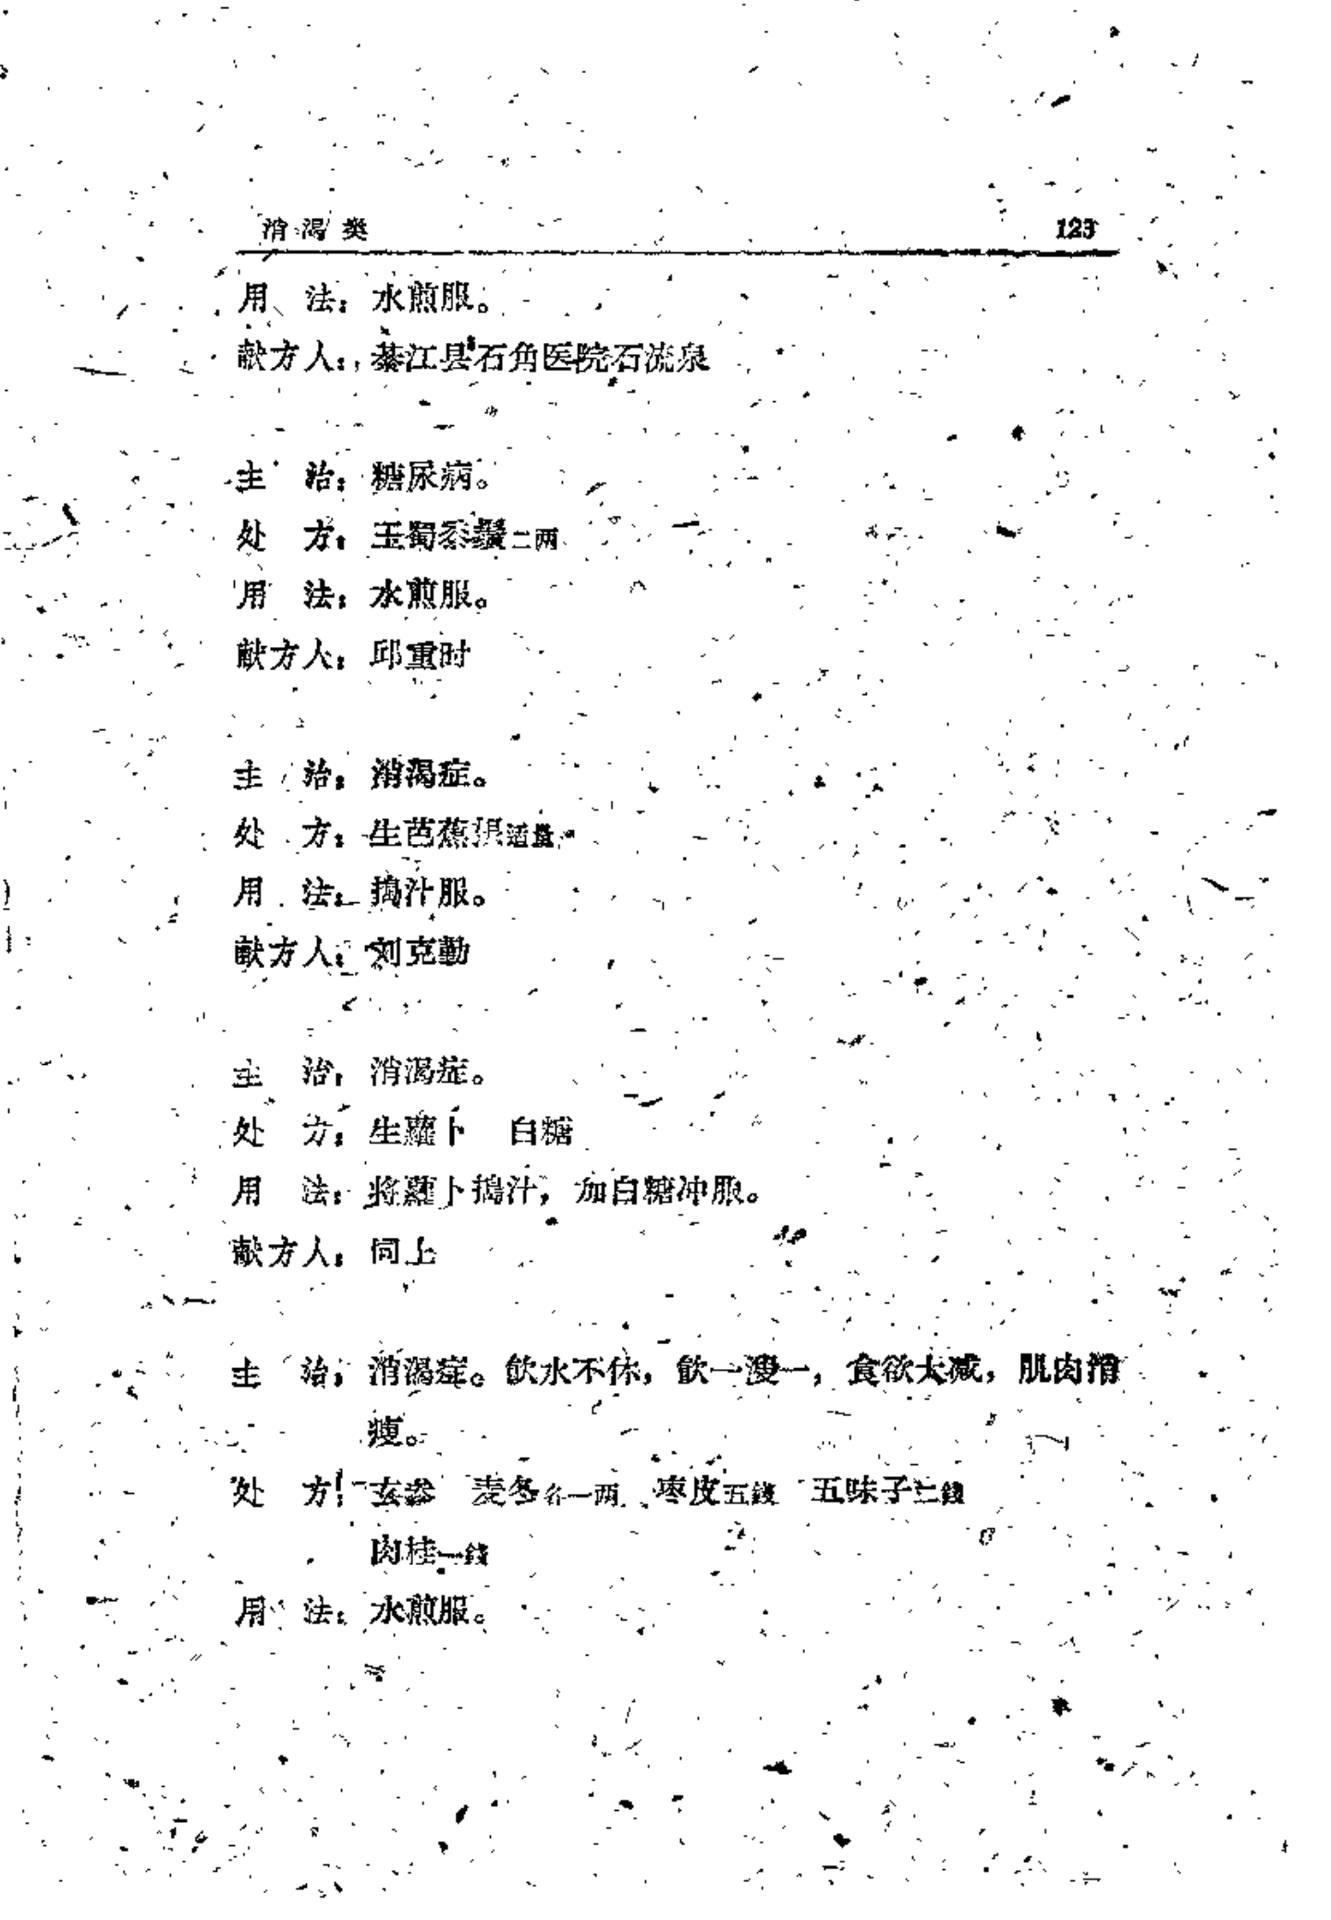 消渴类 123
用 法：水煎服。
献方人：綦江县石角医院石流泉
主 治：糖尿病。
处 方：玉蜀黍鬚二两
用 法：水煎服。
献方人：邱重时
主 治：消渴症。
处 方：生芭蕉根适量
用 法：搗汁服。
献方人：刘克勤
主 治：消渴症。
处 方：生蘿卜 白糖
用 法：将蘿卜搗汁，加白糖冲服。
献方人：同上
主 治：消渴症。飲水不休，飲一溲一，食欲大减，肌肉消
瘦。
处 方：玄参 麦冬各一两 枣皮五錢 五味子二錢
肉桂一錢
用 法：水煎服。